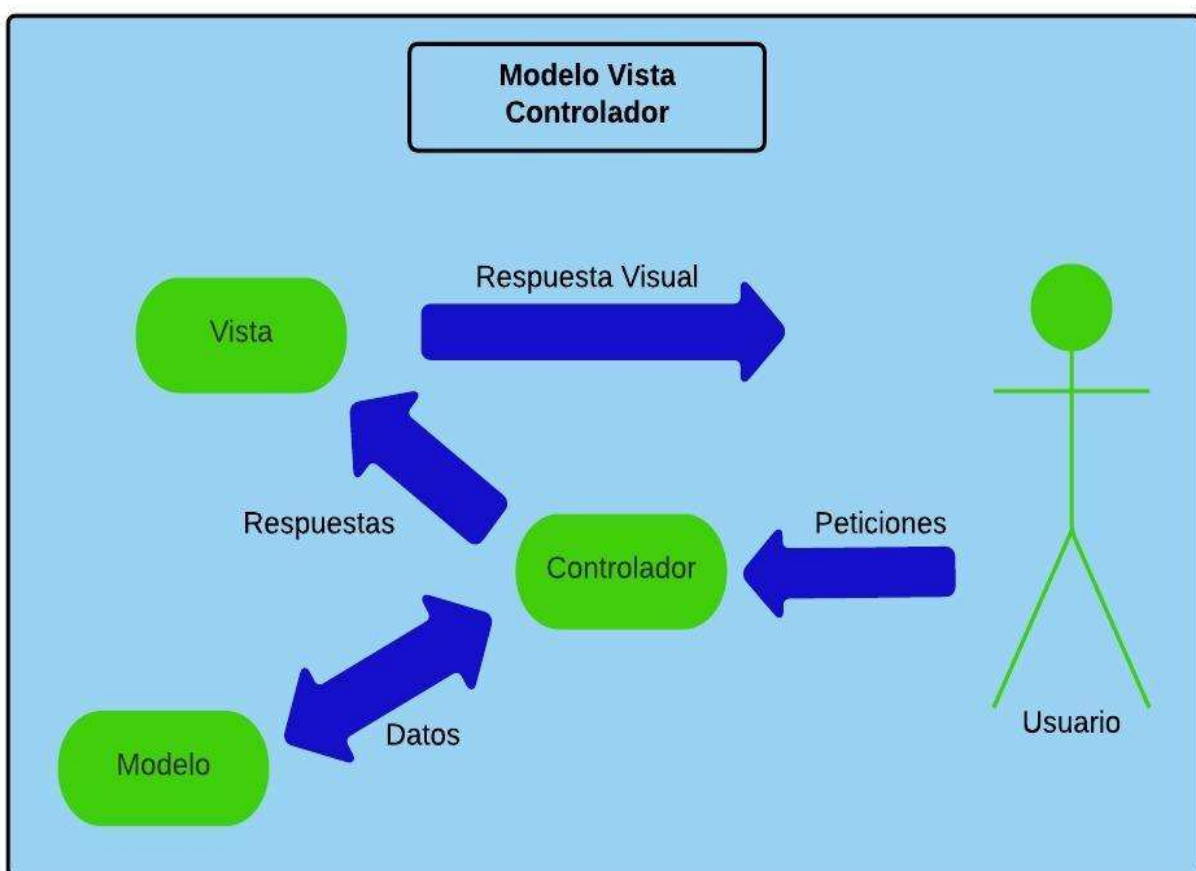 Modelo Vista
Controlador
Respuesta Visual
Vista
Respuestas
Peticiones
Controlador
Datos
Usuario
Modelo